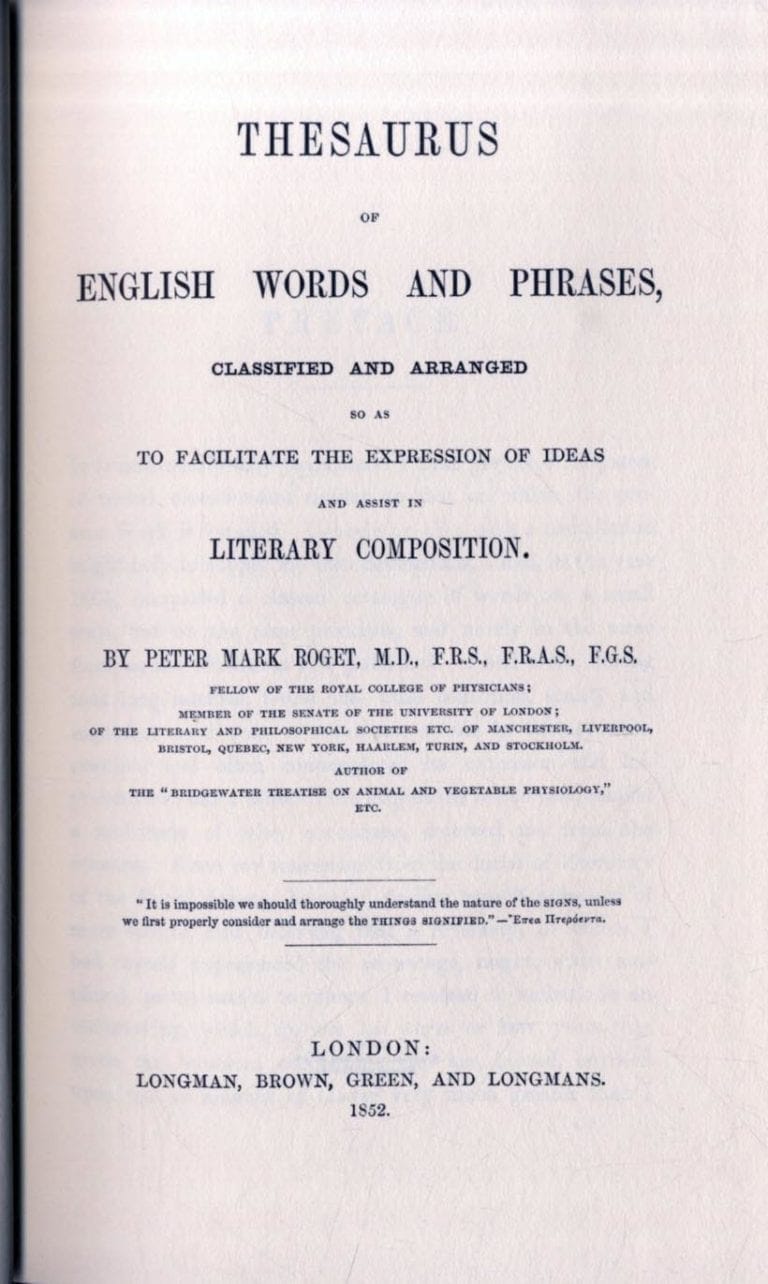 THESAURUS
OF
ENGLISH WORDS AND PHRASES,
CLASSIFIED AND ARRANGED
SO AS
TO FACILITATE THE EXPRESSION OF IDEAS
AND ASSIST IN
LITERARY COMPOSITION.
BY PETER MARK ROGET, M.D., F.R.S., F.R.A.S., F.G.S.
FELLOW OF THE ROYAL COLLEGE OF PHYSICIANS;
MEMBER OF THE SENATE OF THE UNIVERSITY OF LONDON;
OF THE LITERARY AND PHILOSOPHICAL SOCIETIES ETC. OF MANCHESTER, LIVERPOOL,
BRISTOL, QUEBEC, NEW YORK, HAARLEM, TURIN, AND STOCKHOLM.
AUTHOR OF
THE "BRIDGEWATER TREATISE ON ANIMAL AND VEGETABLE PHYSIOLOGY,"
ETC.
"It is impossible we should thoroughly understand the nature of the SIGNS, unless
we first properly consider and arrange the THINGS SIGNIFIED."—Ἔπεα Πτερόεντα.
LONDON:
LONGMAN, BROWN, GREEN, AND LONGMANS.
1852.